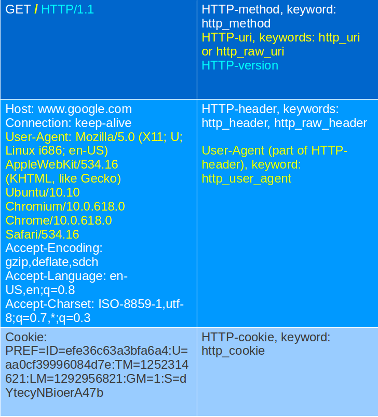 GET / HTTP/1.1
HTTP-method, keyword:
http_method
HTTP-uri, keywords: http_uri
or http_raw_uri
HTTP-version
Host: www.google.com
Connection: keep-alive
User-Agent: Mozilla/5.0 (X11; U;
Linux i686; en-US)
AppleWebKit/534.16
(KHTML, like Gecko)
Ubuntu/10.10
Chromium/10.0.618.0
Chrome/10.0.618.0
Safari/534.16
Accept-Encoding:
gzip,deflate,sdch
Accept-Language: en-
US,en;q=0.8
Accept-Charset: ISO-8859-1,utf-
8;q=0.7,*;q=0.3
HTTP-header, keywords:
http_header, http_raw_header
User-Agent (part of HTTP-
header), keyword:
http_user_agent
Cookie:
PREF=ID=efe36c63a3bfa6a4:U=
aa0cf39996084d7e:TM=1252314
621:LM=1292956821:GM=1:S=d
YtecyNBioerA47b
HTTP-cookie, keyword:
http_cookie